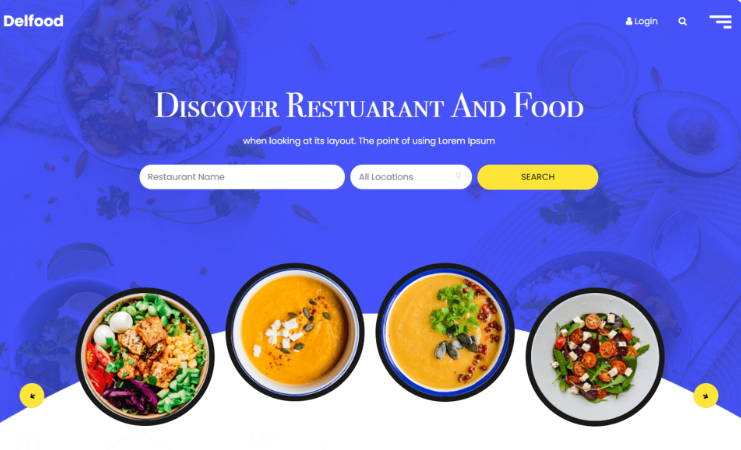 Delfood
Login
Discover Restuarant And Food
when looking at its layout. The point of using Lorem Ipsum
Restaurant Name
All Locations
SEARCH